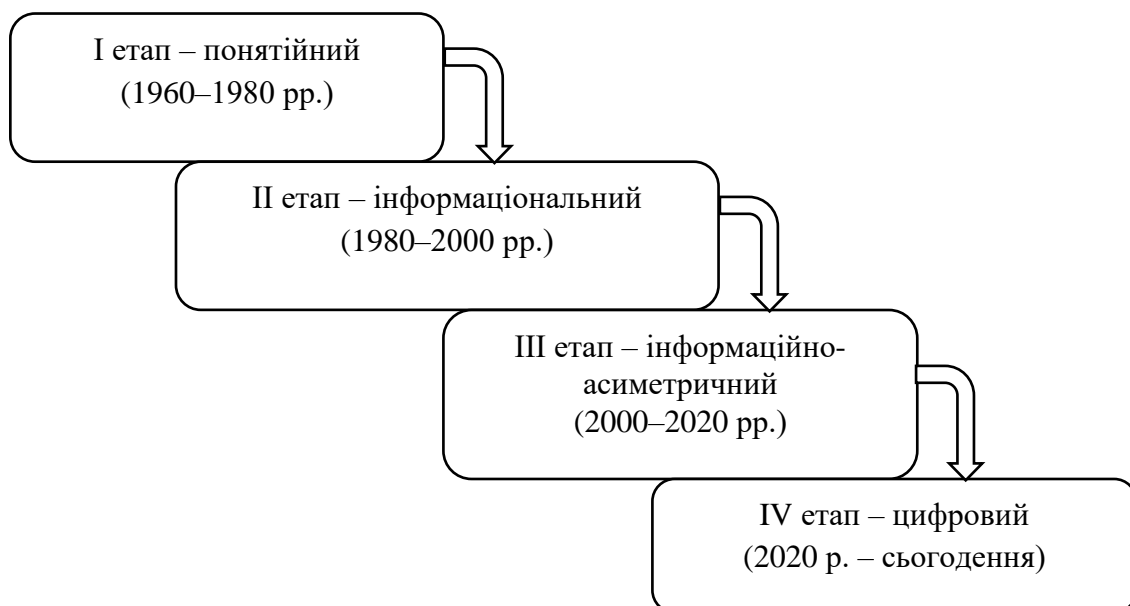 I етап – понятійний
(1960–1980 рр.)
II етап – інформаціональний
(1980–2000 рр.)
III етап – інформаційно-
асиметричний
(2000–2020 рр.)
IV етап – цифровий
(2020 р. – сьогодення)